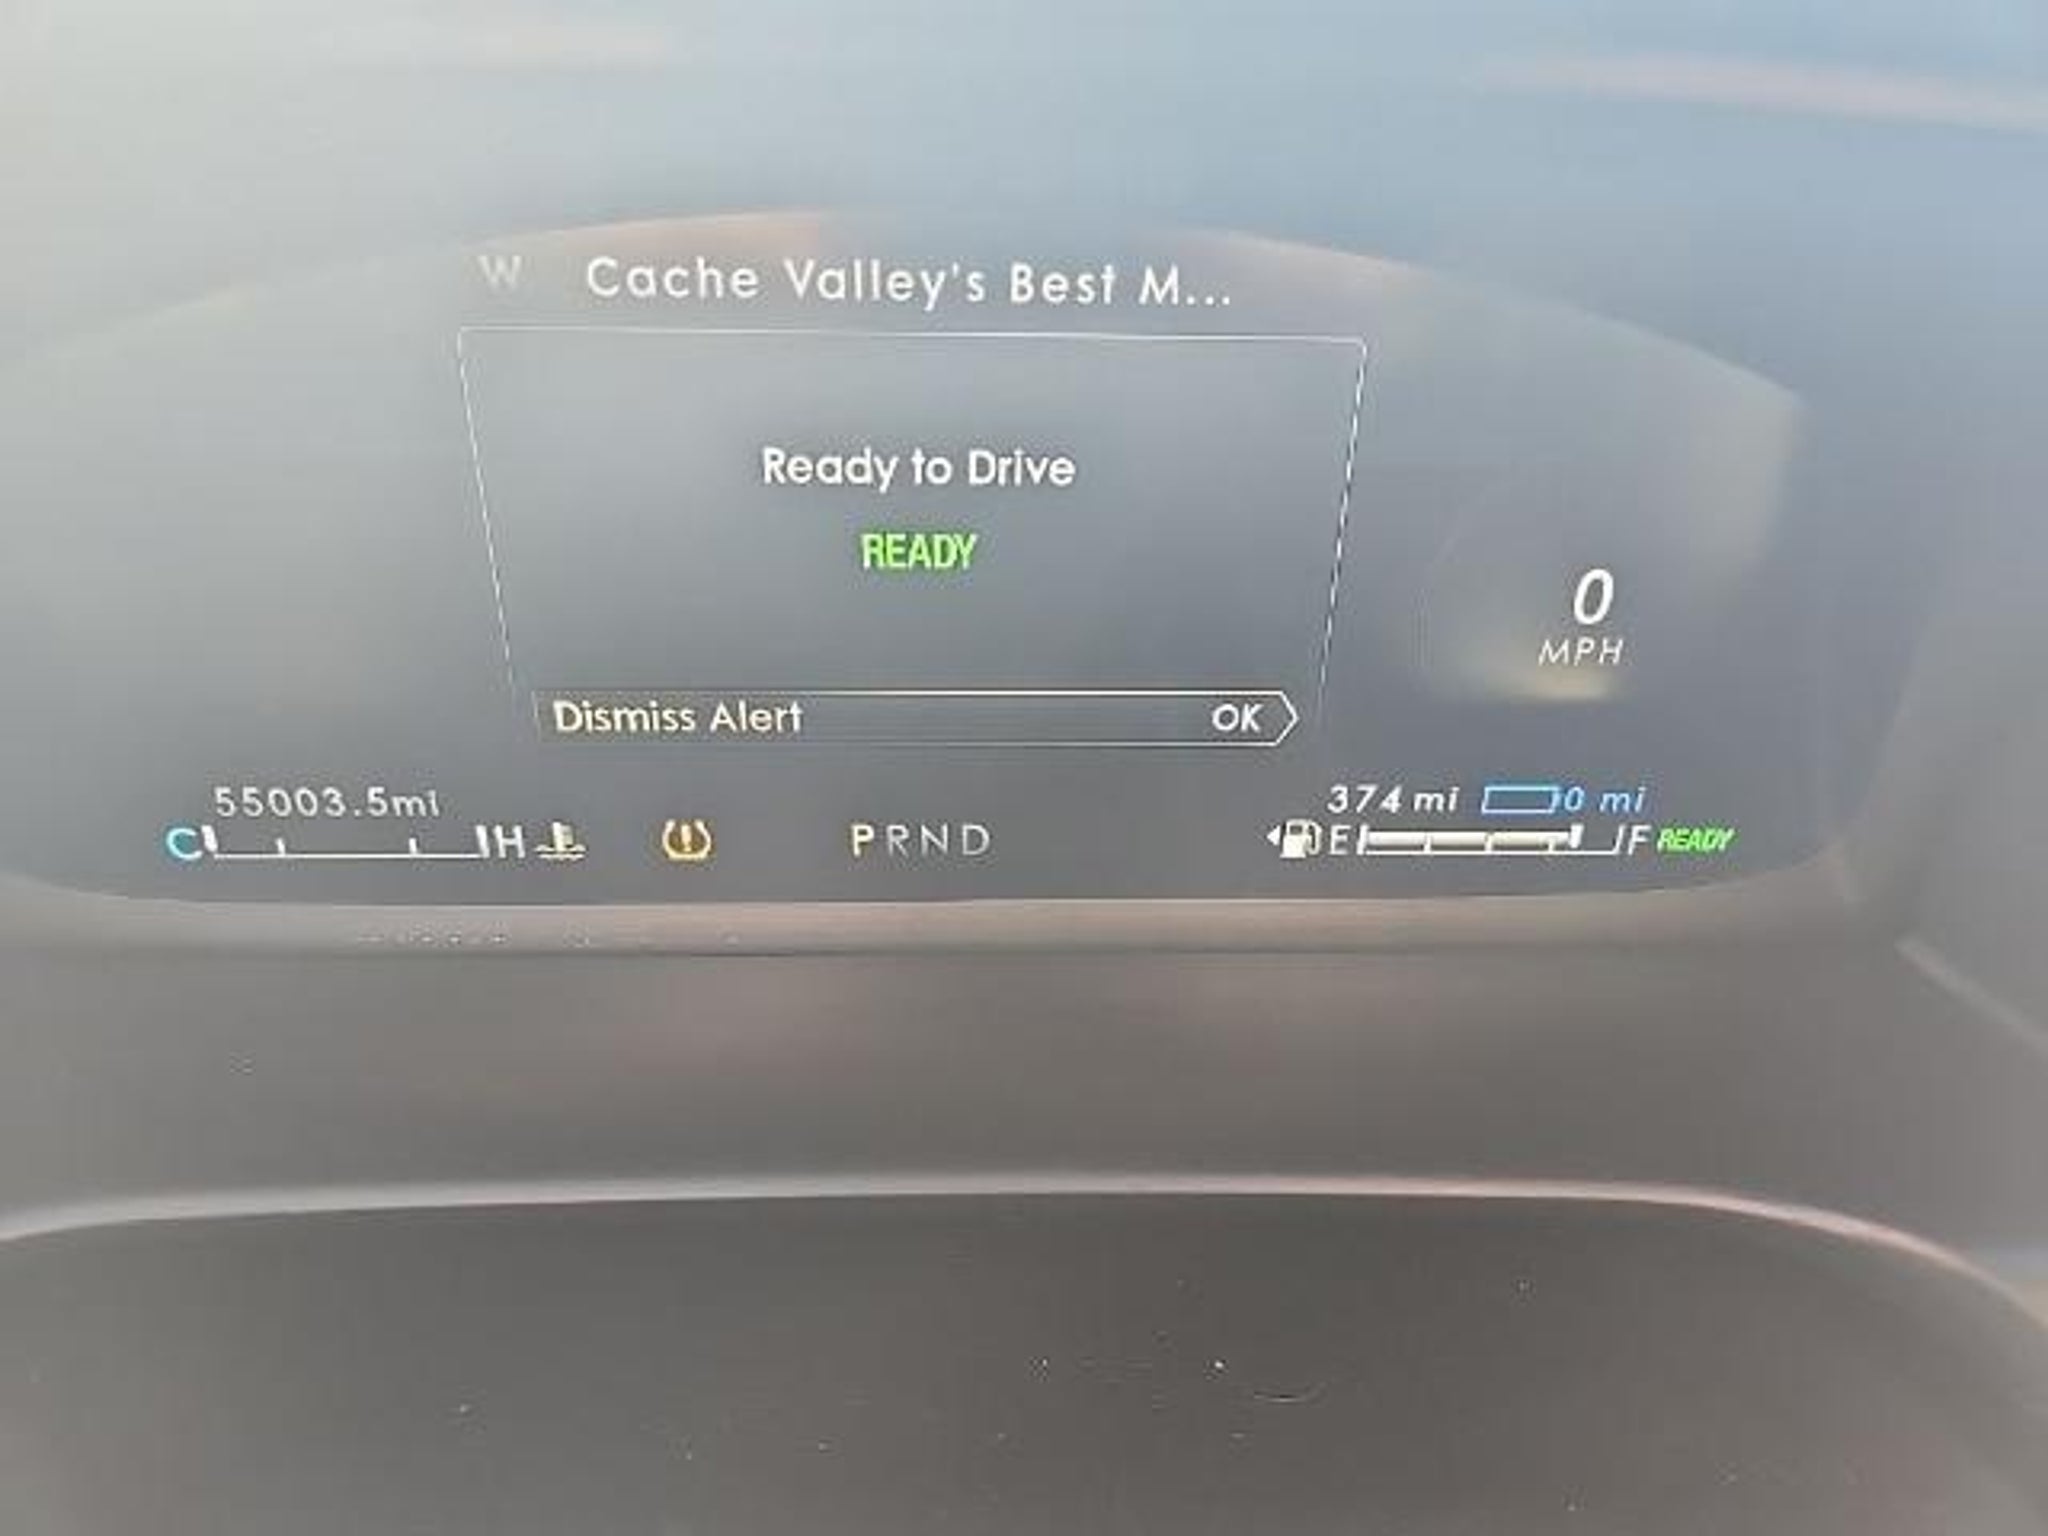 W Cache Valley's Best M...
Ready to Drive
READY
0
MPH
Dismiss Alert OK
55003.5mi
374 mi 0 mi
C H
P R N D
E F READY